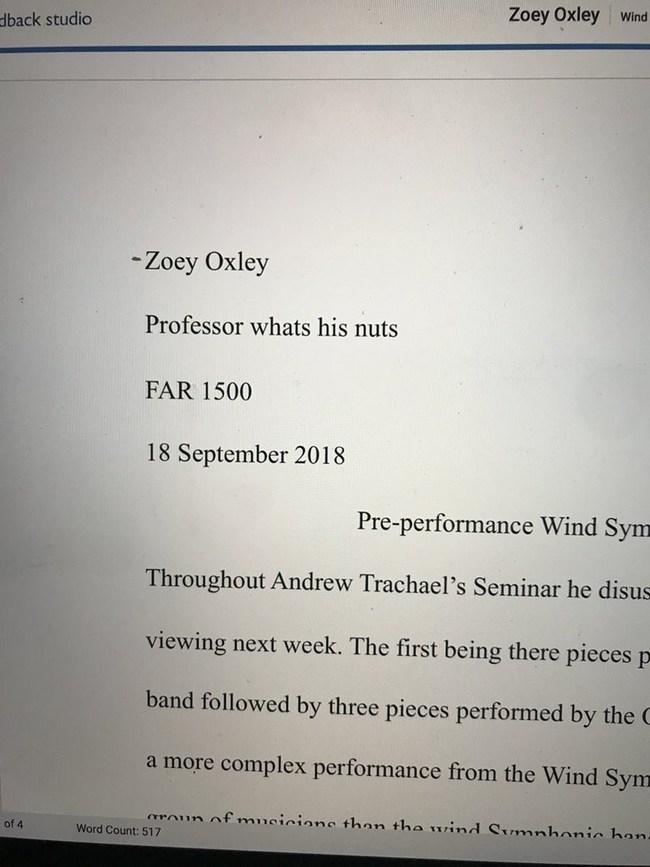 dback studio Zoey Oxley Wind
-Zoey Oxley
Professor whats his nuts
FAR 1500
18 September 2018
Pre-performance Wind Sym
Throughout Andrew Trachael's Seminar he disus
viewing next week. The first being there pieces p
band followed by three pieces performed by the C
a more complex performance from the Wind Sym
group of musicians than the wind Symphonic ban
of 4 Word Count: 517